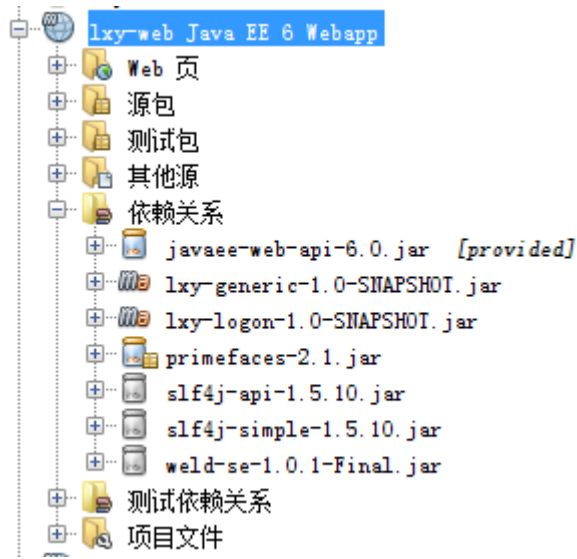 lxy-web Java EE 6 Webapp
Web 页
源包
测试包
其他源
依赖关系
javaee-web-api-6.0.jar [provided]
lxy-generic-1.0-SNAPSHOT.jar
lxy-logon-1.0-SNAPSHOT.jar
primefaces-2.1.jar
slf4j-api-1.5.10.jar
slf4j-simple-1.5.10.jar
weld-se-1.0.1-Final.jar
测试依赖关系
项目文件